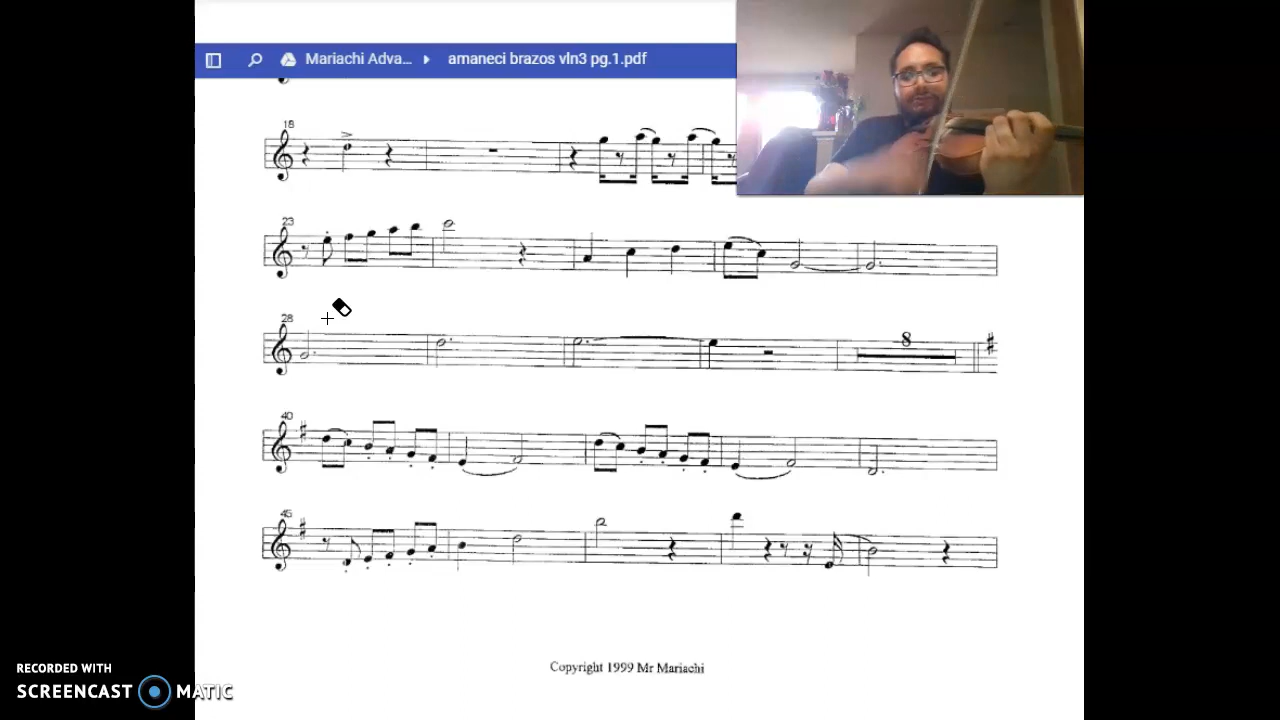 Mariachi Adva... amaneci brazos vln3 pg.1.pdf
18
23
28
8
40
45
Copyright 1999 Mr Mariachi
RECORDED WITH
SCREENCAST MATIC